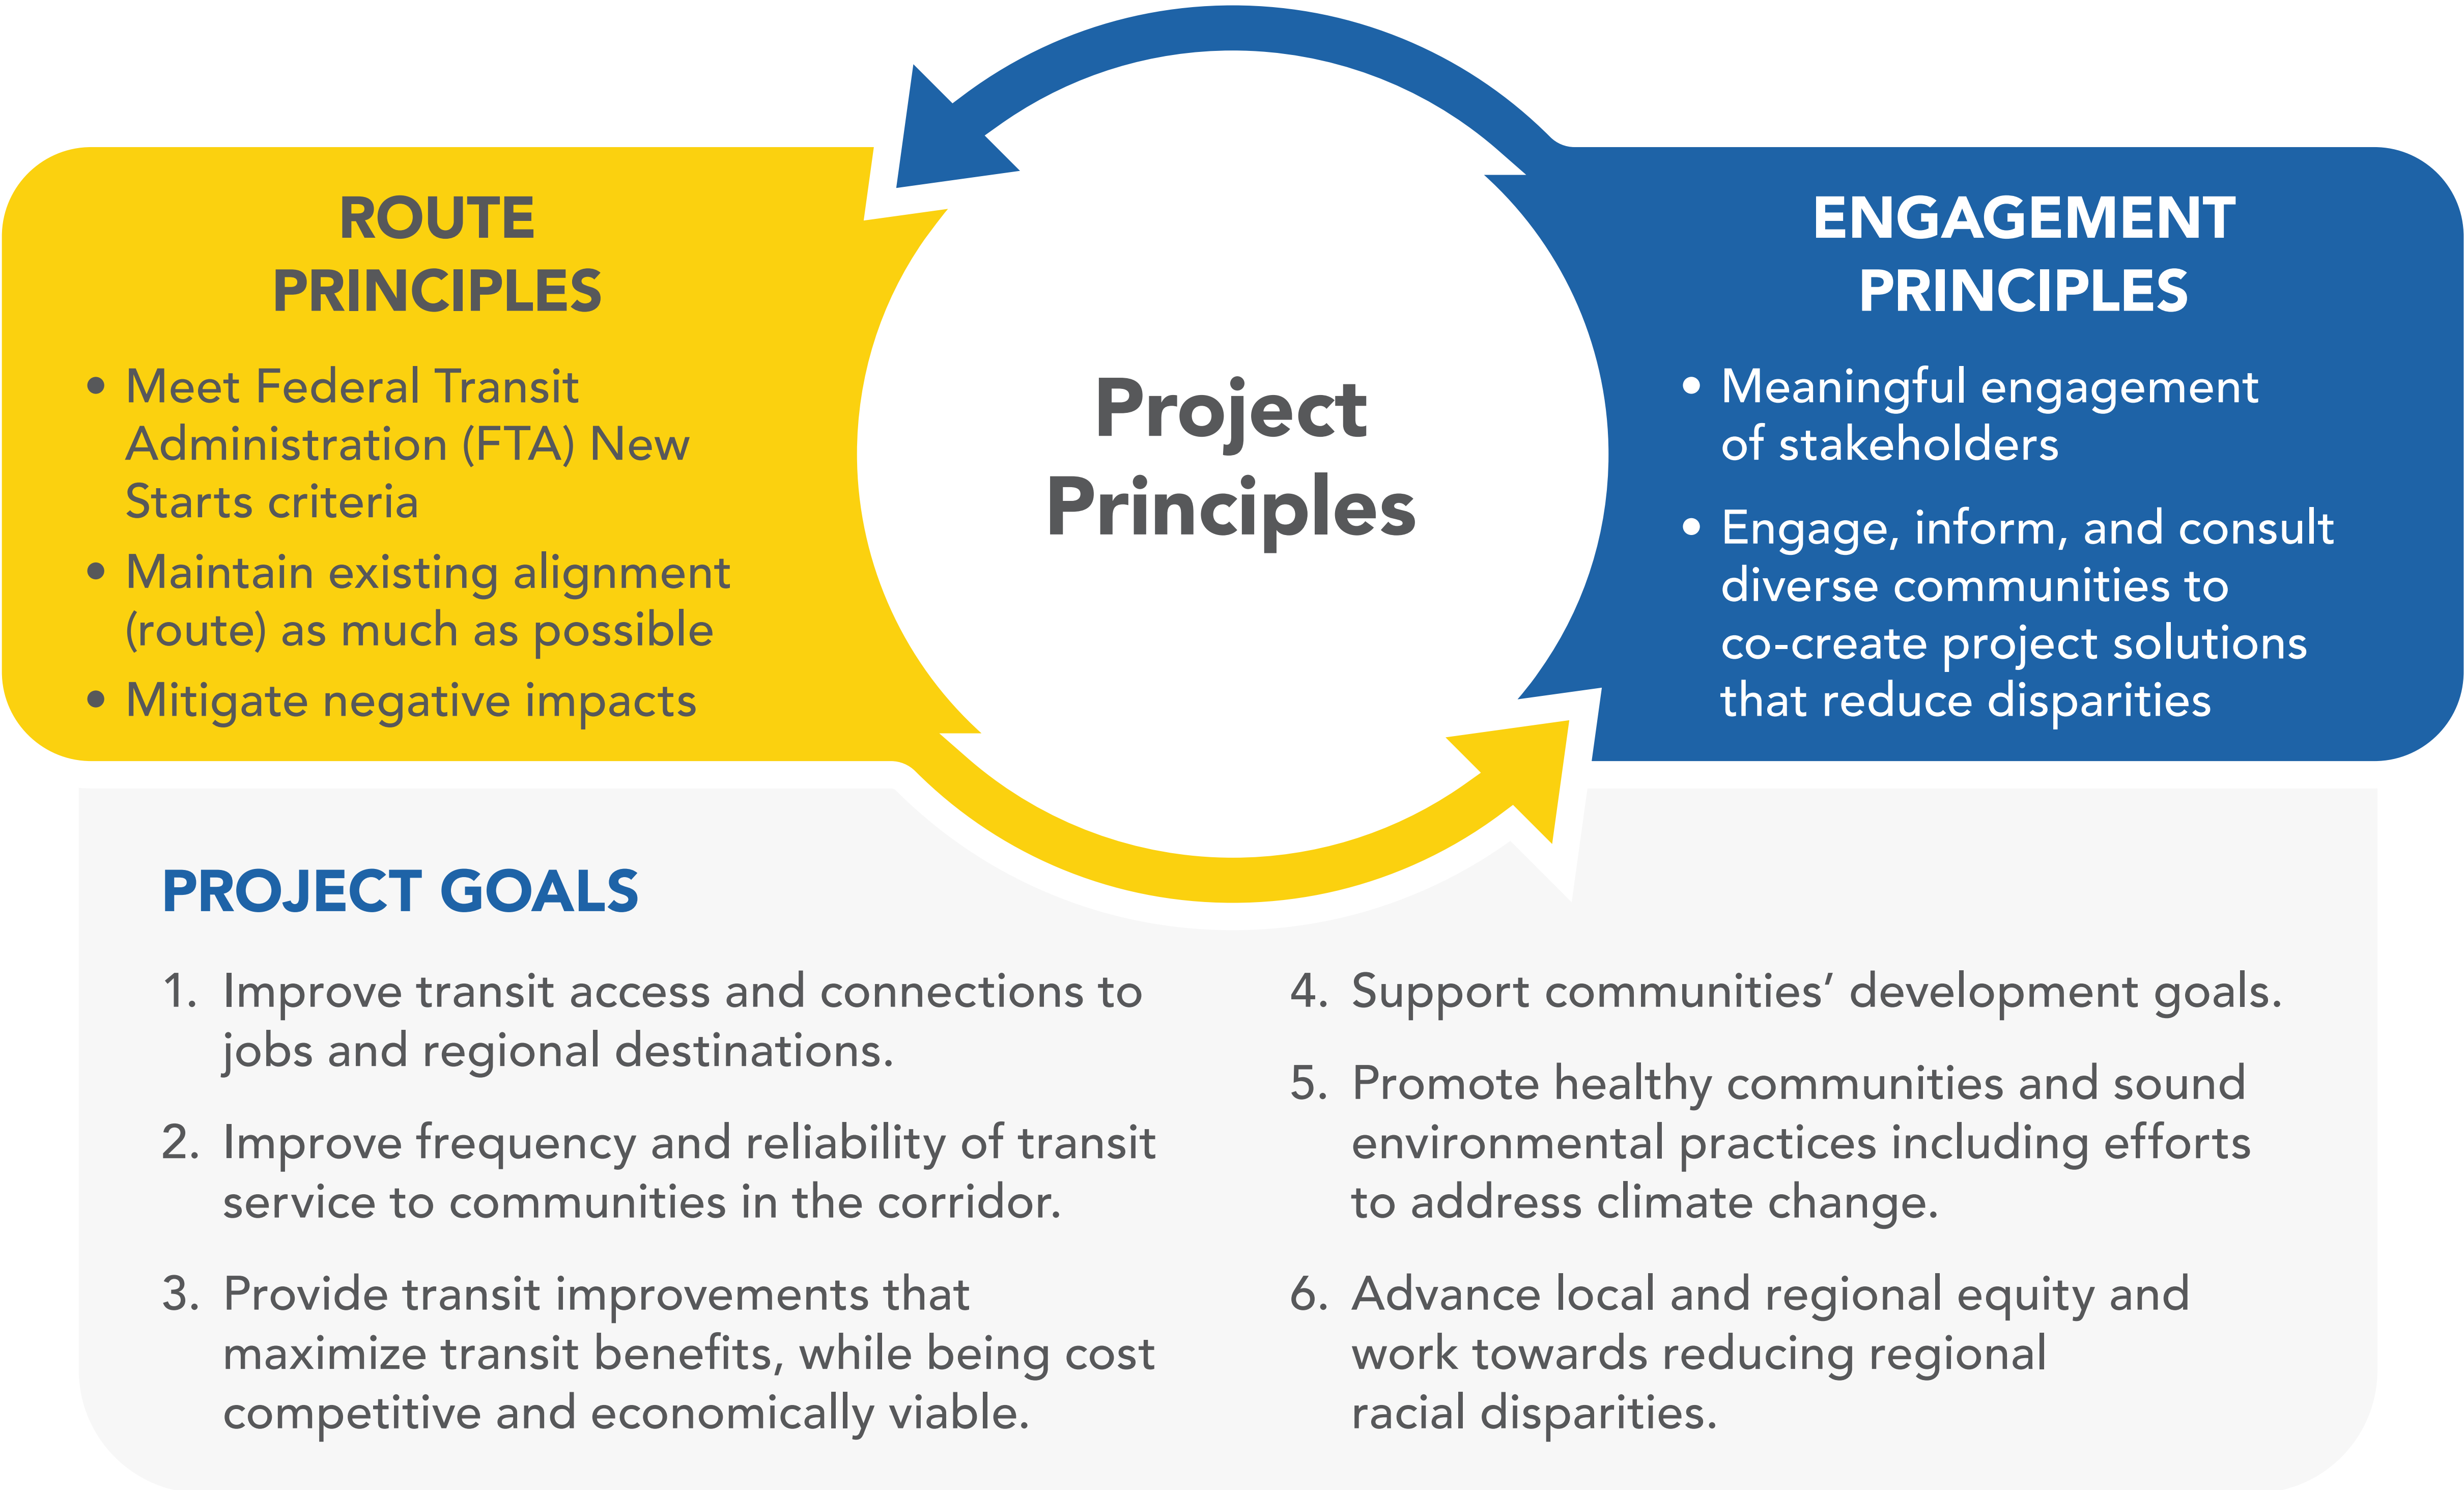 ROUTE
PRINCIPLES
• Meet Federal Transit
Administration (FTA) New
Starts criteria
• Maintain existing alignment
(route) as much as possible
• Mitigate negative impacts
Project
Principles
ENGAGEMENT
PRINCIPLES
• Meaningful engagement
of stakeholders
• Engage, inform, and consult
diverse communities to
co-create project solutions
that reduce disparities
PROJECT GOALS
1. Improve transit access and connections to
jobs and regional destinations.
2. Improve frequency and reliability of transit
service to communities in the corridor.
3. Provide transit improvements that
maximize transit benefits, while being cost
competitive and economically viable.
4. Support communities’ development goals.
5. Promote healthy communities and sound
environmental practices including efforts
to address climate change.
6. Advance local and regional equity and
work towards reducing regional
racial disparities.